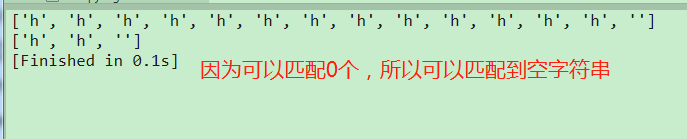 ['h', 'h', 'h', 'h', 'h', 'h', 'h', 'h', 'h', 'h', 'h', 'h', 'h', '']
['h', 'h', '']
[Finished in 0.1s]
因为可以匹配0个，所以可以匹配到空字符串